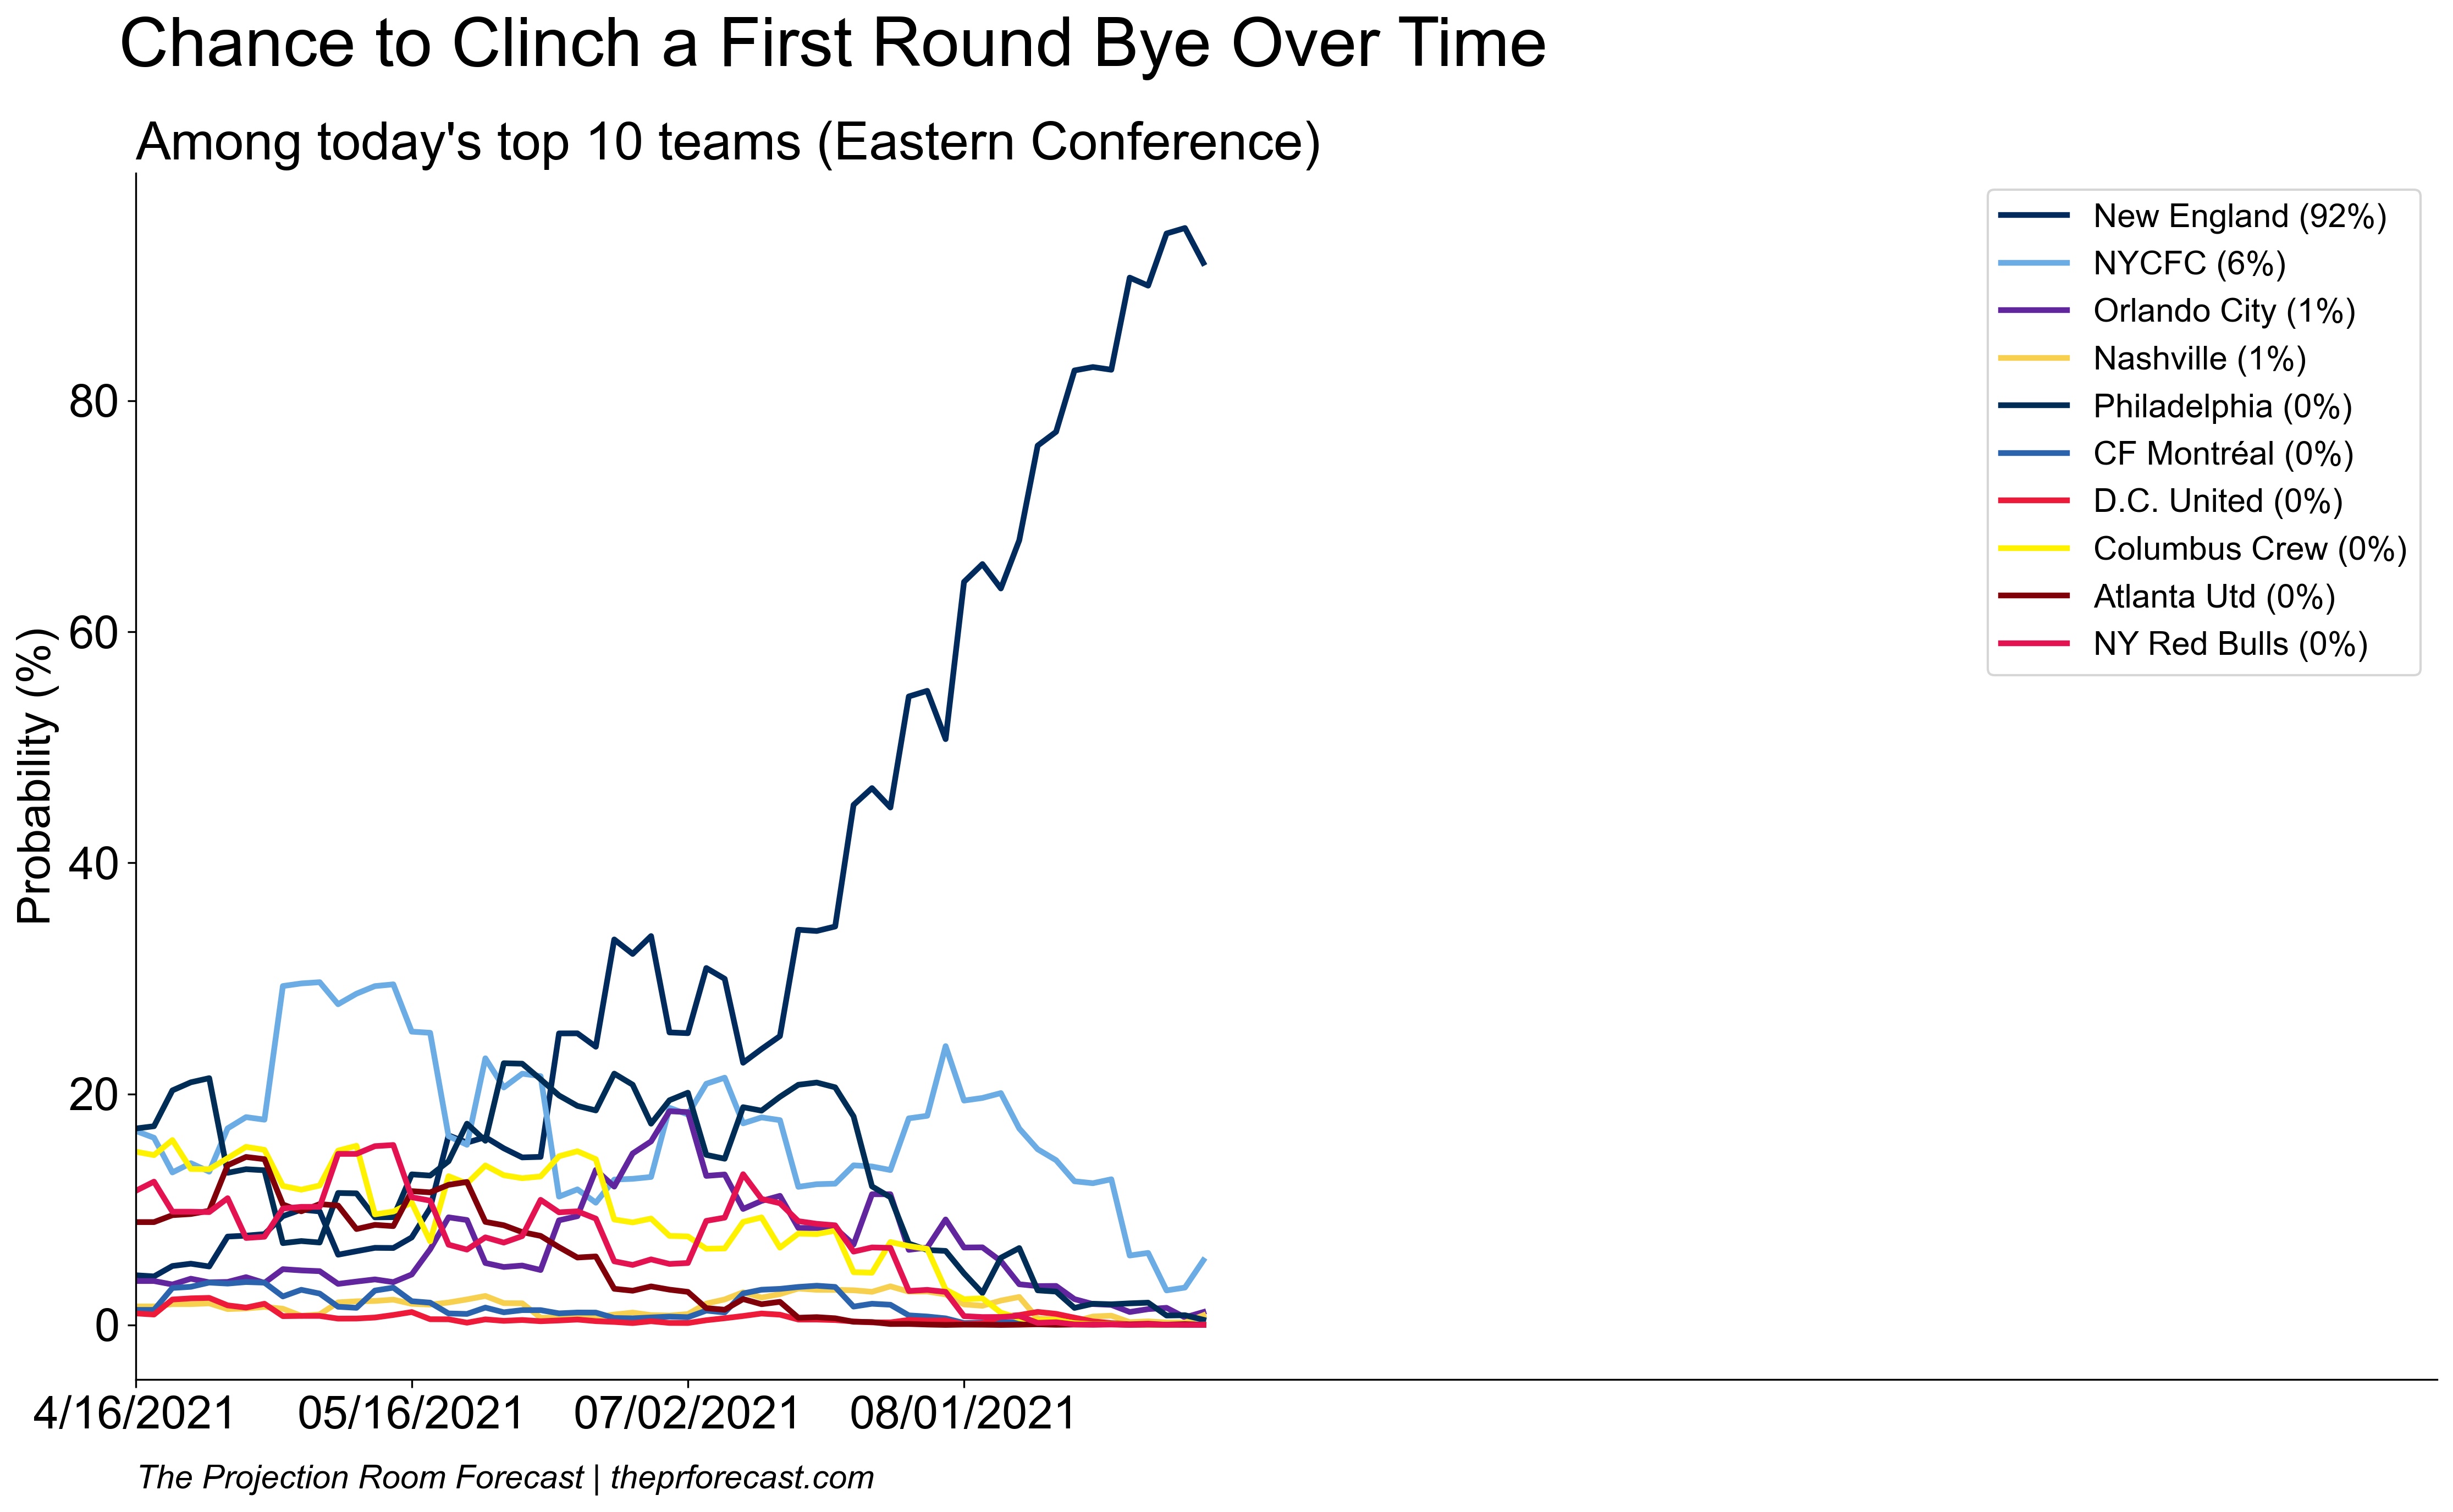 Chance to Clinch a First Round Bye Over Time
Among today's top 10 teams (Eastern Conference)
New England (92%)
NYCFC (6%)
Orlando City (1%)
Nashville (1%)
Philadelphia (0%)
CF Montréal (0%)
D.C. United (0%)
Columbus Crew (0%)
Atlanta Utd (0%)
NY Red Bulls (0%)
Probability (%)
80
60
40
20
0
4/16/2021 05/16/2021 07/02/2021 08/01/2021
The Projection Room Forecast | theprforecast.com